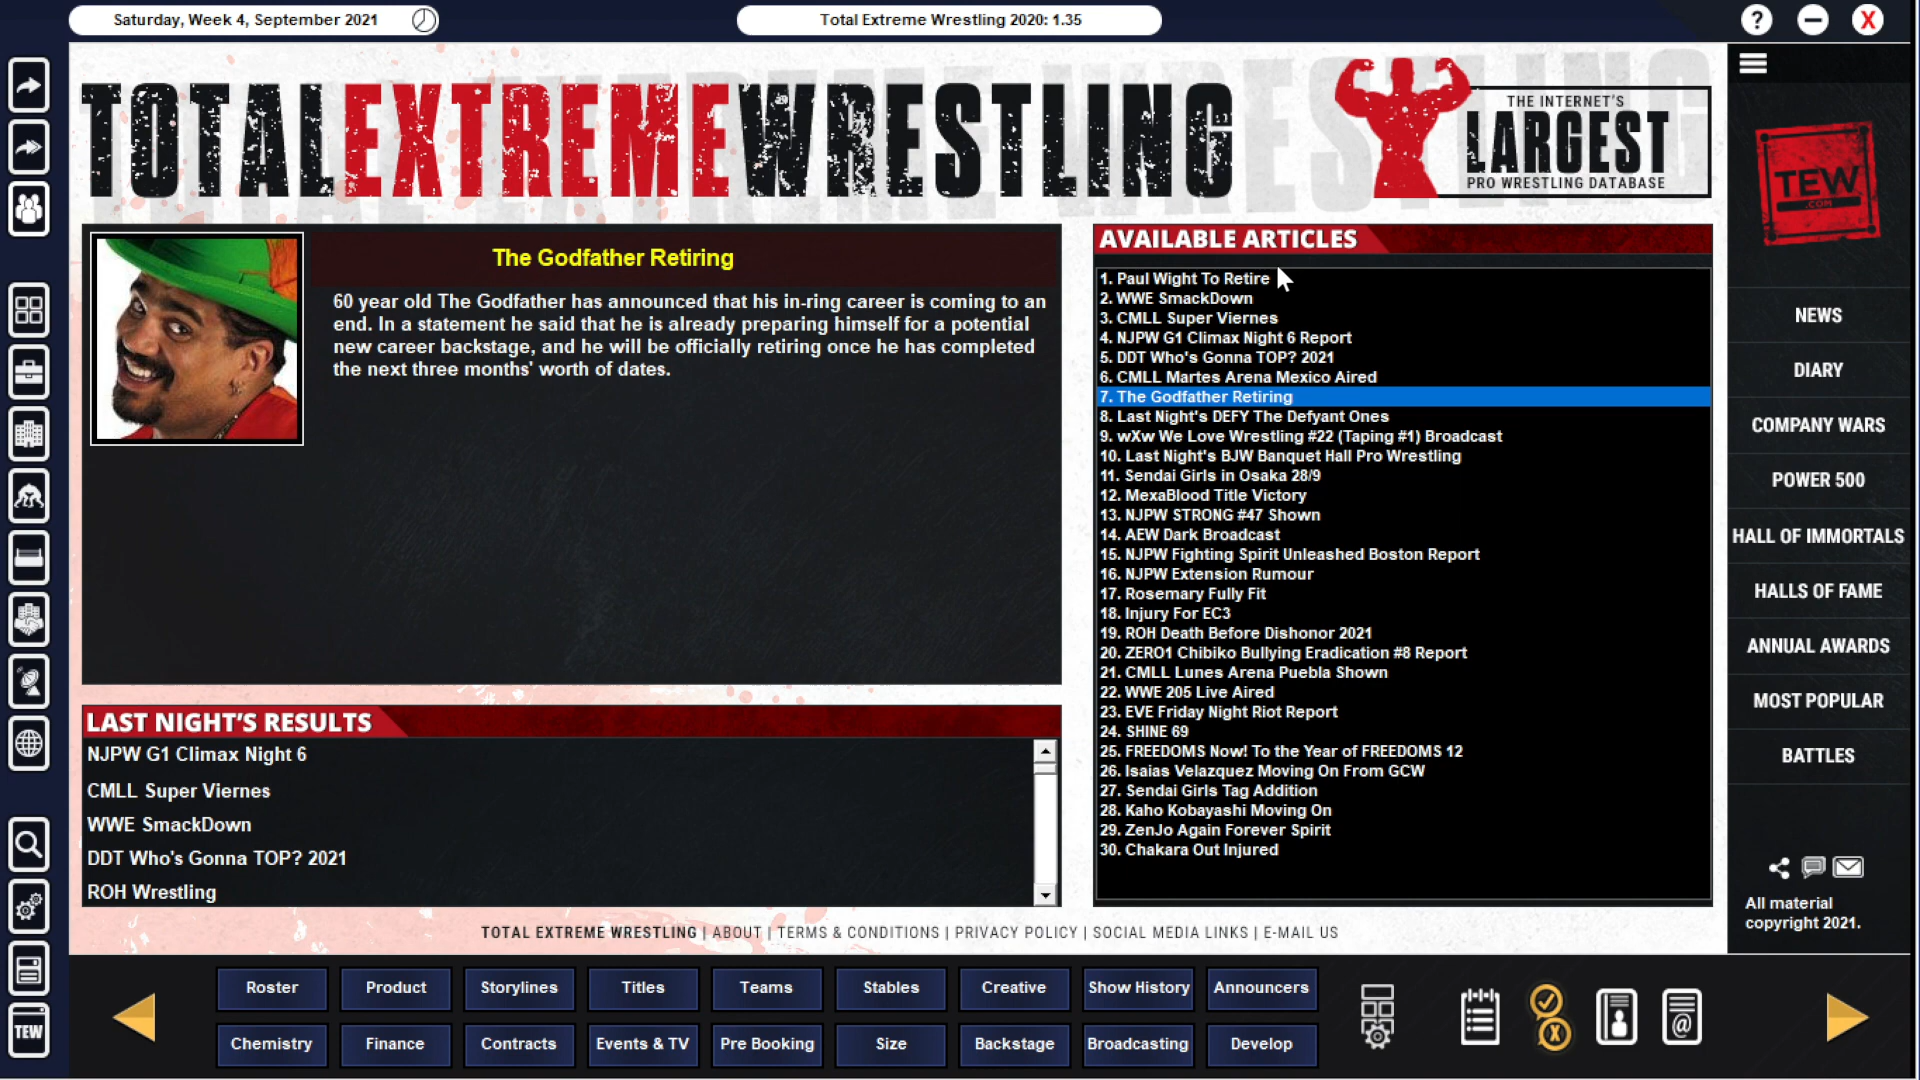 Saturday, Week 4, September 2021
Total Extreme Wrestling 2020: 1.35
?
X
TOTALEXTREMEWRESTLING
THE INTERNET'S
LARGEST
PRO WRESTLING DATABASE
TEW
.COM
The Godfather Retiring
60 year old The Godfather has announced that his in-ring career is coming to an
end. In a statement he said that he is already preparing himself for a potential
new career backstage, and he will be officially retiring once he has completed
the next three months' worth of dates.
AVAILABLE ARTICLES
1. Paul Wight To Retire
2. WWE SmackDown
3. CMLL Super Viernes
4. NJPW G1 Climax Night 6 Report
5. DDT Who's Gonna TOP? 2021
6. CMLL Martes Arena Mexico Aired
7. The Godfather Retiring
8. Last Night's DEFY The Defyant Ones
9. wXw We Love Wrestling #22 (Taping #1) Broadcast
10. Last Night's BJW Banquet Hall Pro Wrestling
11. Sendai Girls in Osaka 28/9
12. MexaBlood Title Victory
13. NJPW STRONG #47 Shown
14. AEW Dark Broadcast
15. NJPW Fighting Spirit Unleashed Boston Report
16. NJPW Extension Rumour
17. Rosemary Fully Fit
18. Injury For EC3
19. ROH Death Before Dishonor 2021
20. ZERO1 Chibiko Bullying Eradication #8 Report
21. CMLL Lunes Arena Puebla Shown
22. WWE 205 Live Aired
23. EVE Friday Night Riot Report
24. SHINE 69
25. FREEDOMS Now! To the Year of FREEDOMS 12
26. Isaias Velazquez Moving On From GCW
27. Sendai Girls Tag Addition
28. Kaho Kobayashi Moving On
29. ZenJo Again Forever Spirit
30. Chakara Out Injured
LAST NIGHT'S RESULTS
NJPW G1 Climax Night 6
CMLL Super Viernes
WWE SmackDown
DDT Who's Gonna TOP? 2021
ROH Wrestling
NEWS
DIARY
COMPANY WARS
POWER 500
HALL OF IMMORTALS
HALLS OF FAME
ANNUAL AWARDS
MOST POPULAR
BATTLES
All material
copyright 2021.
TOTAL EXTREME WRESTLING | ABOUT | TERMS & CONDITIONS | PRIVACY POLICY | SOCIAL MEDIA LINKS | E-MAIL US
Roster
Product
Storylines
Titles
Teams
Stables
Creative
Show History
Announcers
Chemistry
Finance
Contracts
Events & TV
Pre Booking
Size
Backstage
Broadcasting
Develop
TEW